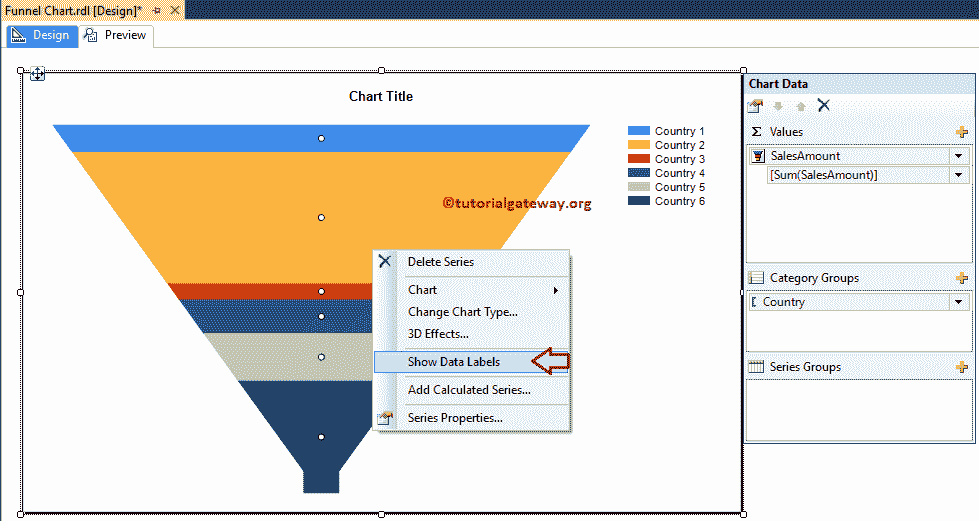 Funnel Chart.rdl [Design]*
Design
Preview
Chart Title
Country 1
Country 2
Country 3
Country 4
Country 5
Country 6
©tutorialgateway.org
Delete Series
Chart
Change Chart Type...
3D Effects...
Show Data Labels
Add Calculated Series...
Series Properties...
Chart Data
Σ Values
SalesAmount
[Sum(SalesAmount)]
Category Groups
Country
Series Groups